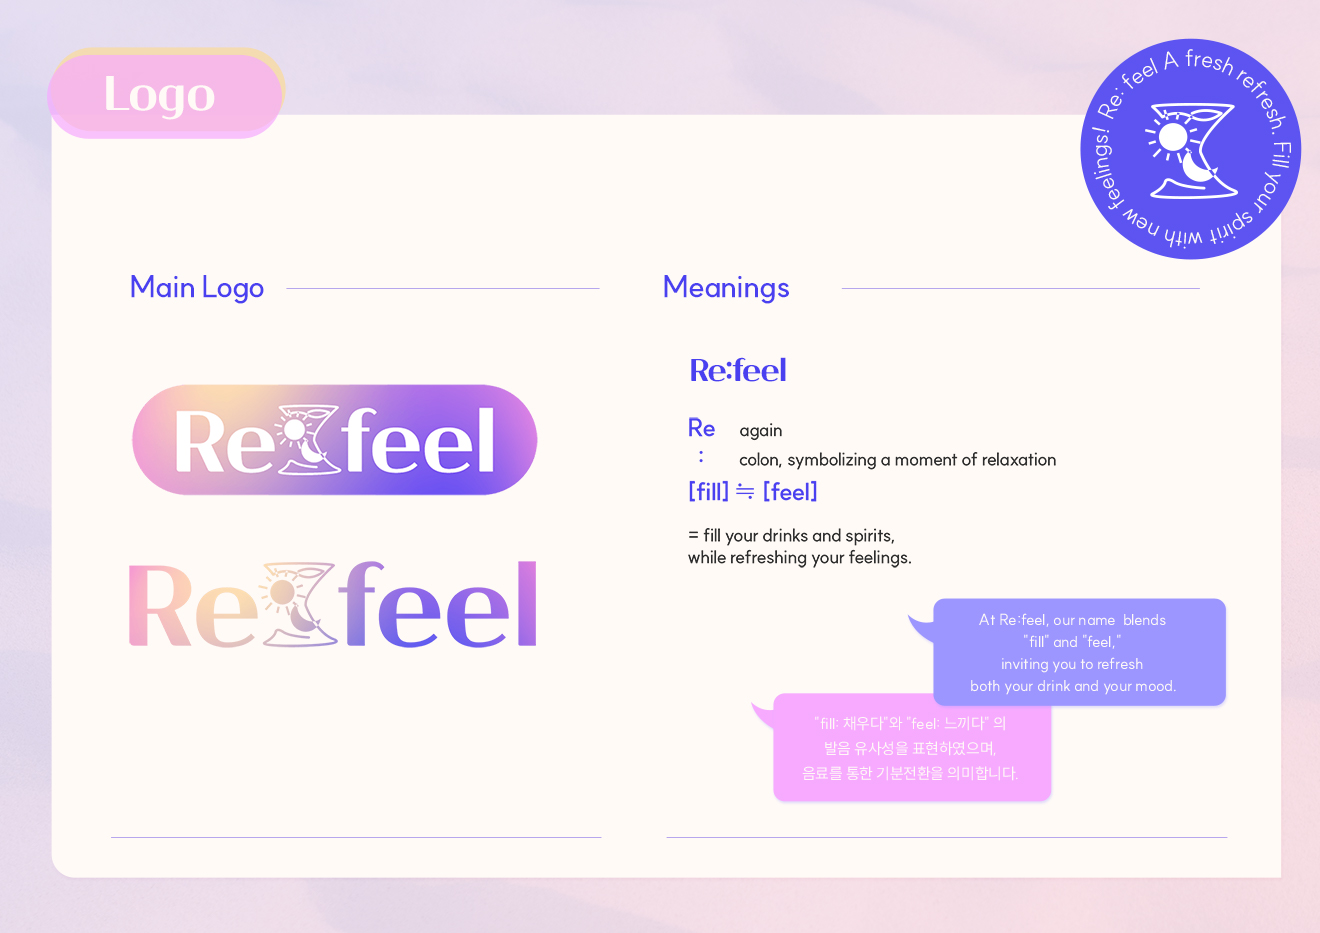 Logo
Re:feel A fresh refresh. Fill your spirit with new feelings!
Main Logo
Meanings
Re:feel
Re feel
Re again
: colon, symbolizing a moment of relaxation
[fill] ≒ [feel]
= fill your drinks and spirits,
while refreshing your feelings.
Re feel
At Re:feel, our name blends
"fill" and "feel,"
inviting you to refresh
both your drink and your mood.
"fill: 채우다"와 "feel: 느끼다" 의
발음 유사성을 표현하였으며,
음료를 통한 기분전환을 의미합니다.